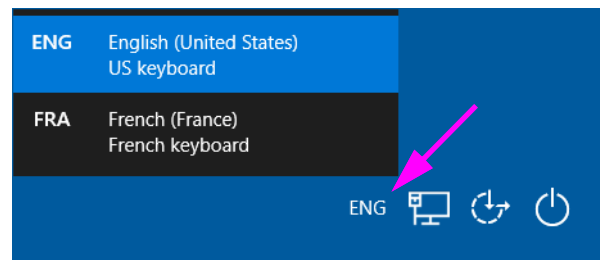 ENG English (United States)
US keyboard
FRA French (France)
French keyboard
ENG